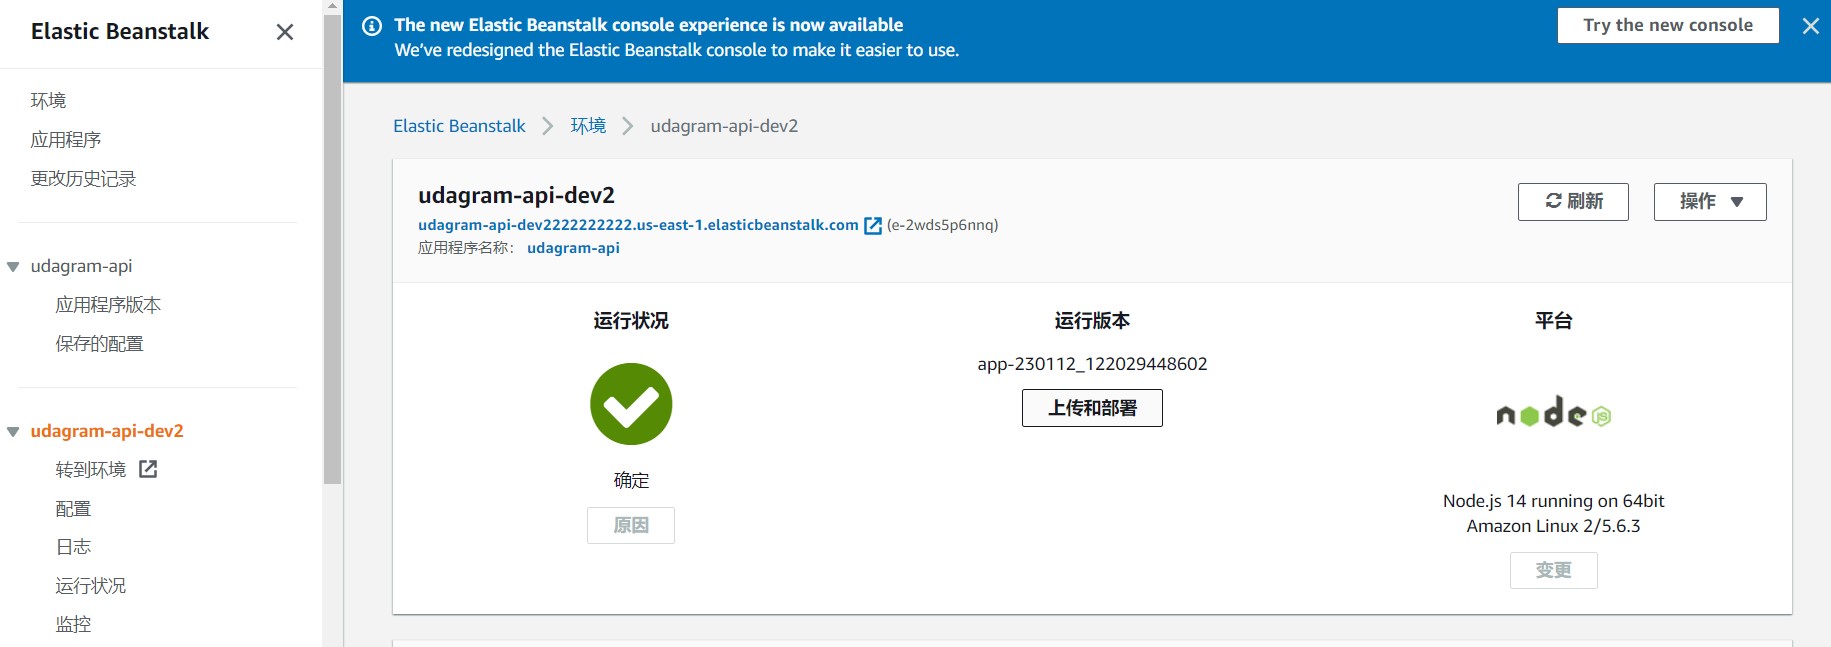 Elastic Beanstalk
环境
应用程序
更改历史记录
udagram-api
应用程序版本
保存的配置
udagram-api-dev2
转到环境
配置
日志
运行状况
监控
The new Elastic Beanstalk console experience is now available
We've redesigned the Elastic Beanstalk console to make it easier to use.
Try the new console
Elastic Beanstalk > 环境 > udagram-api-dev2
udagram-api-dev2
udagram-api-dev2222222222.us-east-1.elasticbeanstalk.com (e-2wds5p6nnq)
应用程序名称： udagram-api
刷新
操作
运行状况
确定
原因
运行版本
app-230112_122029448602
上传和部署
平台
node JS
Node.js 14 running on 64bit
Amazon Linux 2/5.6.3
变更